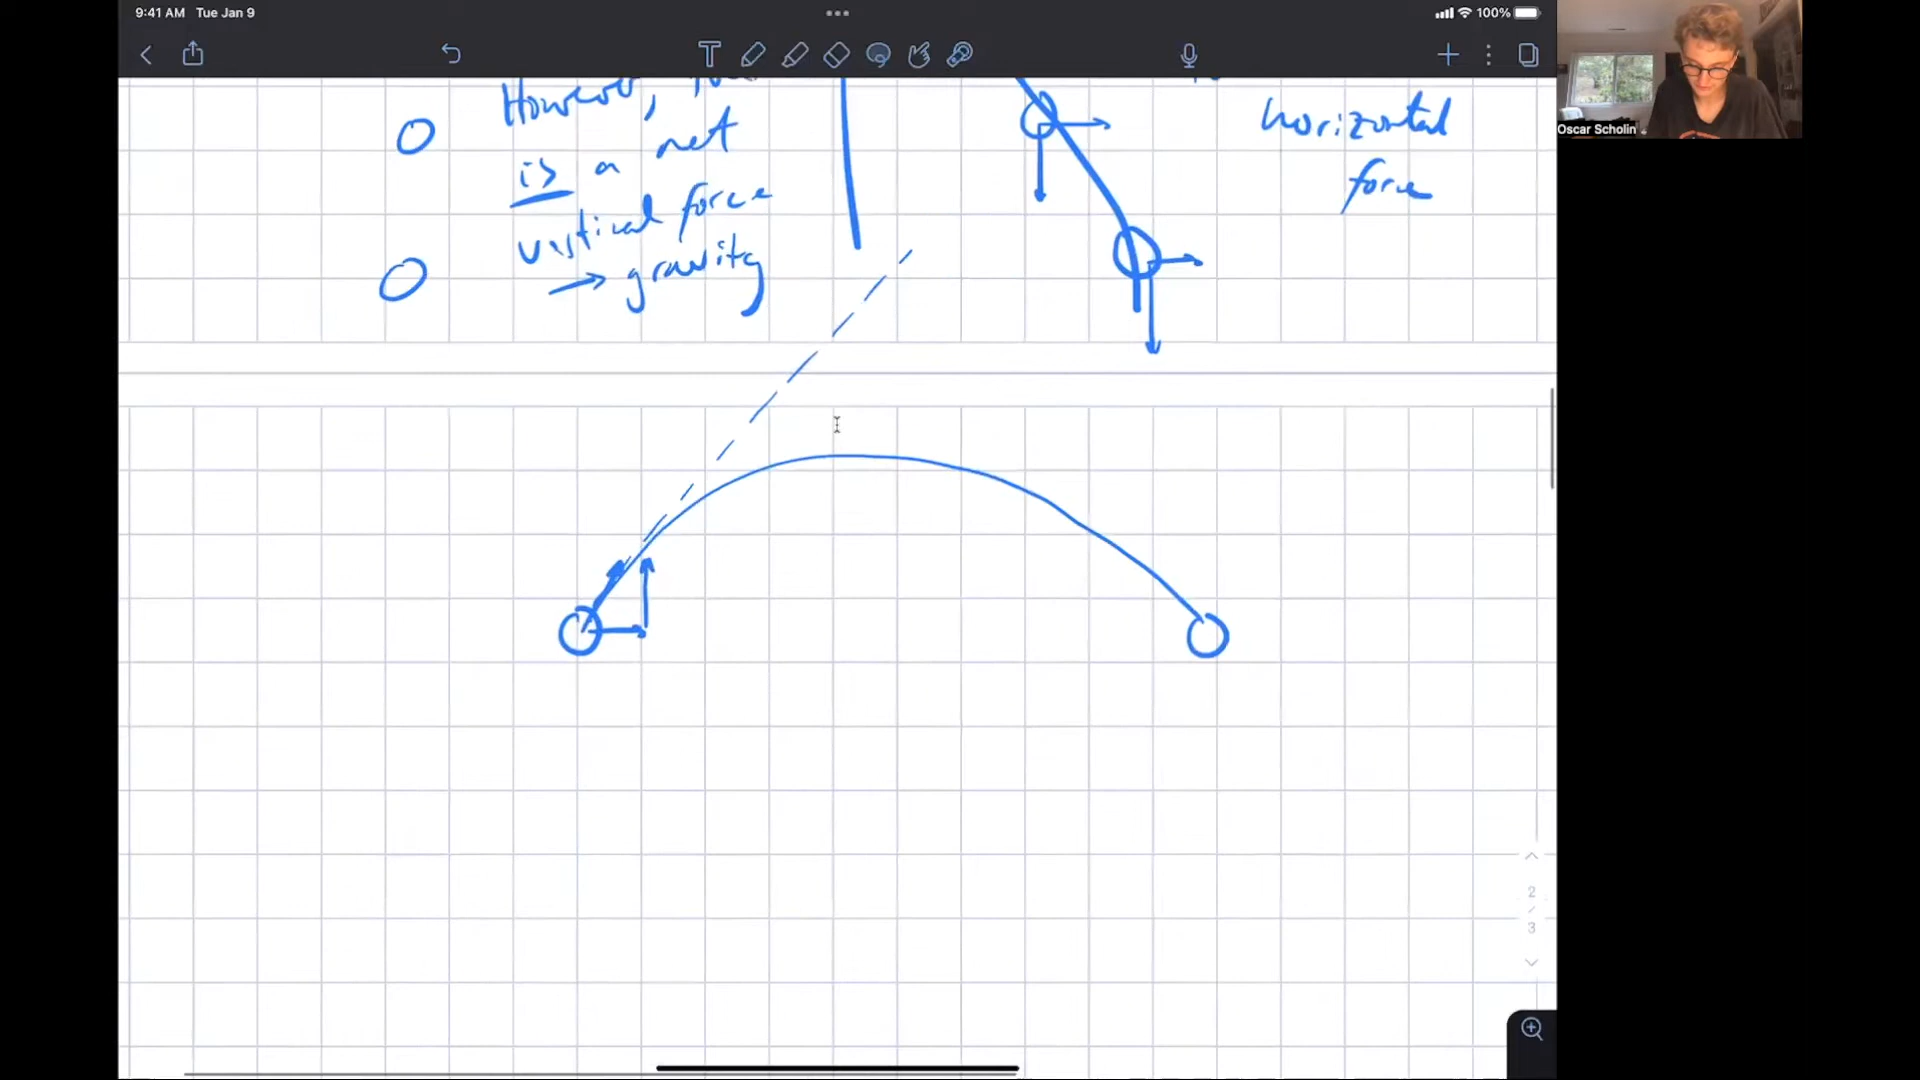 9:41 AM Tue Jan 9
100%
However,
is a net
vertical force
→ gravity
horizontal
force
Oscar Scholin
2
/
3